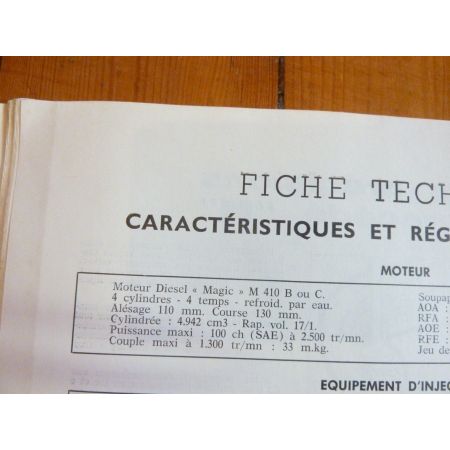 FICHE TECH
CARACTÉRISTIQUES ET RÉG
MOTEUR
Moteur Diesel « Magic » M 410 B ou C.
4 cylindres - 4 temps - refroid. par eau.
Alésage 110 mm. Course 130 mm.
Cylindrée : 4.942 cm3 - Rap. vol. 17/1.
Puissance maxi : 100 ch (SAE) à 2.500 tr/mn.
Couple maxi à 1.300 tr/mn : 33 m.kg.
Soupap
AOA :
RFA :
AOE :
RFE :
Jeu de
EQUIPEMENT D'INJEC